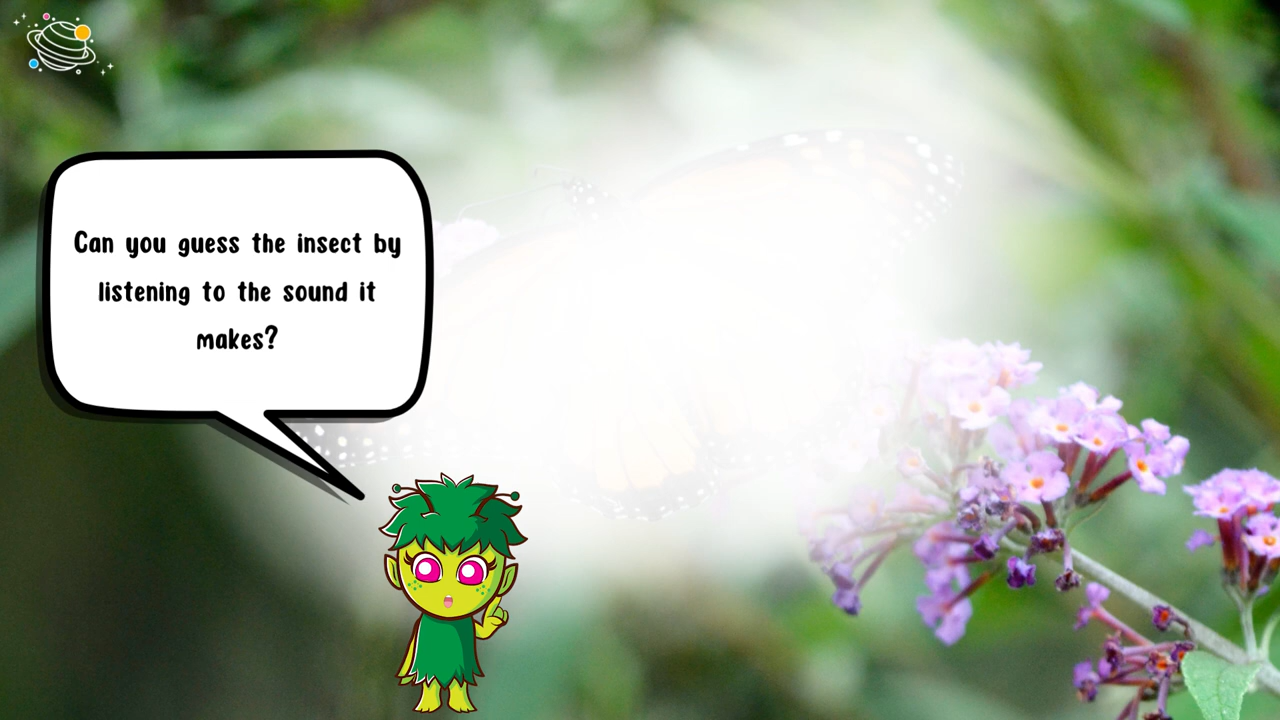 Can you guess the insect by
listening to the sound it
makes?